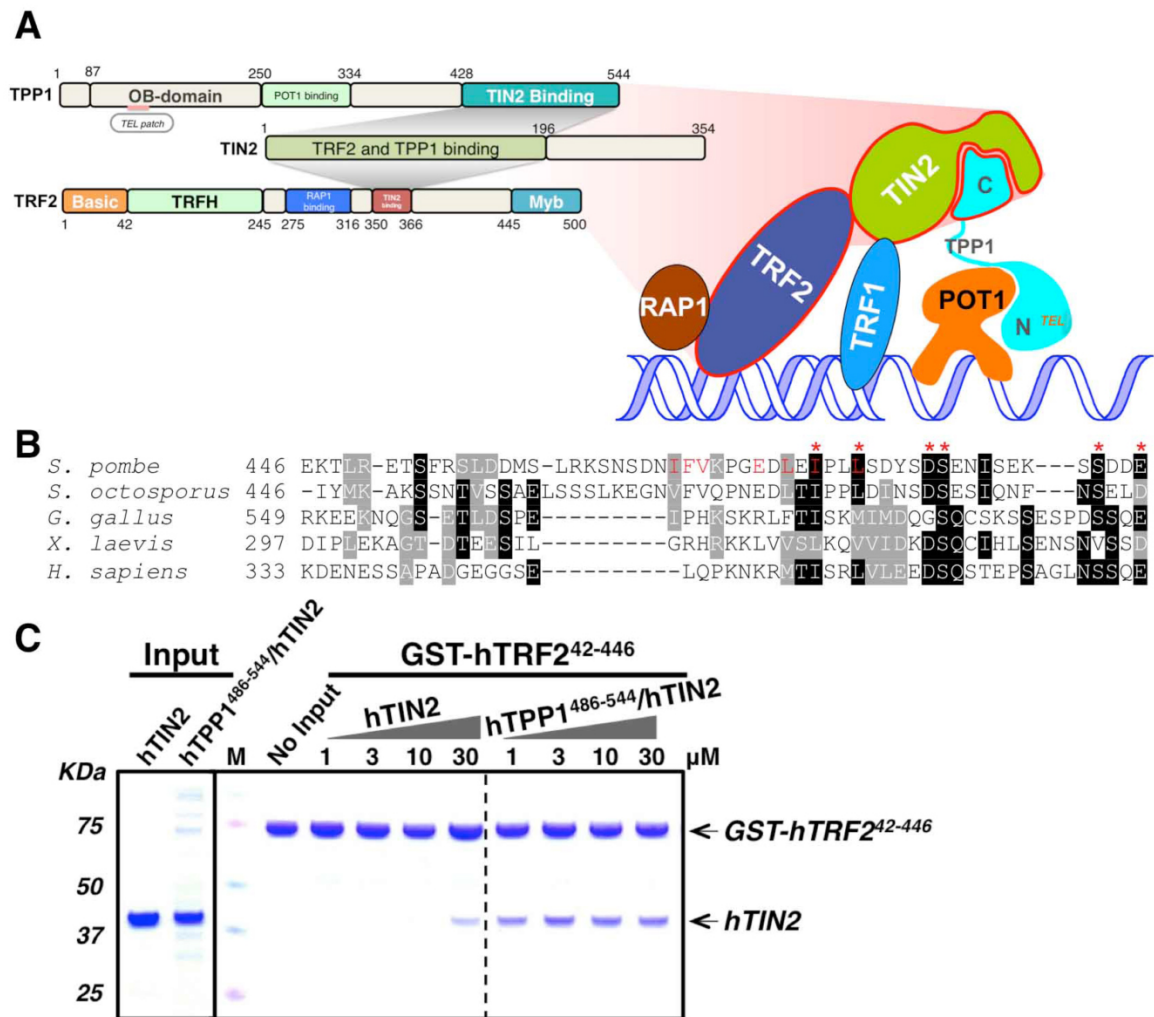 A
1 87 250 334 428 544
TPP1 OB-domain POT1 binding TIN2 Binding
TEL patch
1 196 354
TIN2 TRF2 and TPP1 binding
TRF2 Basic TRFH RAP1 binding TIN2 binding Myb
1 42 245 275 316 350 366 445 500
TIN2
C
TPP1
TRF2
RAP1
TRF1
POT1
N TEL
B
* * * * * *
S. pombe 446 EKTLR-ETSFRSLDDMS-LRKSNSDNIFVKPGEDLEIPLLSDYSDSENISEK---SSDDE
S. octosporus 446 -IYMK-AKSSNTVSSAELSSSLKEGNVFVQPNEDLTIPPLDINSDSESIQNF---NSELD
G. gallus 549 RKEEKNQGS-ETLDSPE---------IPHKSKRLFTISKMIMDQGSQCSKSSESPDSSQE
X. laevis 297 DIPLEKAGT-DTEESIL---------GRHRKKLVVSLKQVVIDKDSQCIHLSENSNVSSD
H. sapiens 333 KDENESSAPADGEGGSE---------LQPKNKRMTISRLVLEEDSQSTEPSAGLNSSQE
C
Input GST-hTRF242-446
hTIN2 hTPP1486-544/hTIN2 M No Input hTIN2 hTPP1486-544/hTIN2
1 3 10 30 1 3 10 30 μM
KDa
75
50
37
25
GST-hTRF242-446
hTIN2